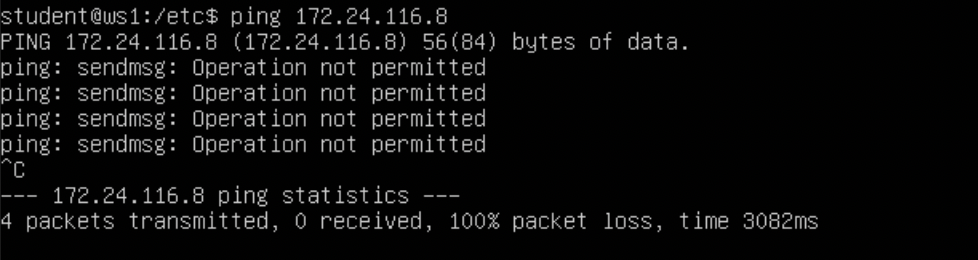 student@ws1:/etc$ ping 172.24.116.8
PING 172.24.116.8 (172.24.116.8) 56(84) bytes of data.
ping: sendmsg: Operation not permitted
ping: sendmsg: Operation not permitted
ping: sendmsg: Operation not permitted
ping: sendmsg: Operation not permitted
^C
--- 172.24.116.8 ping statistics ---
4 packets transmitted, 0 received, 100% packet loss, time 3082ms